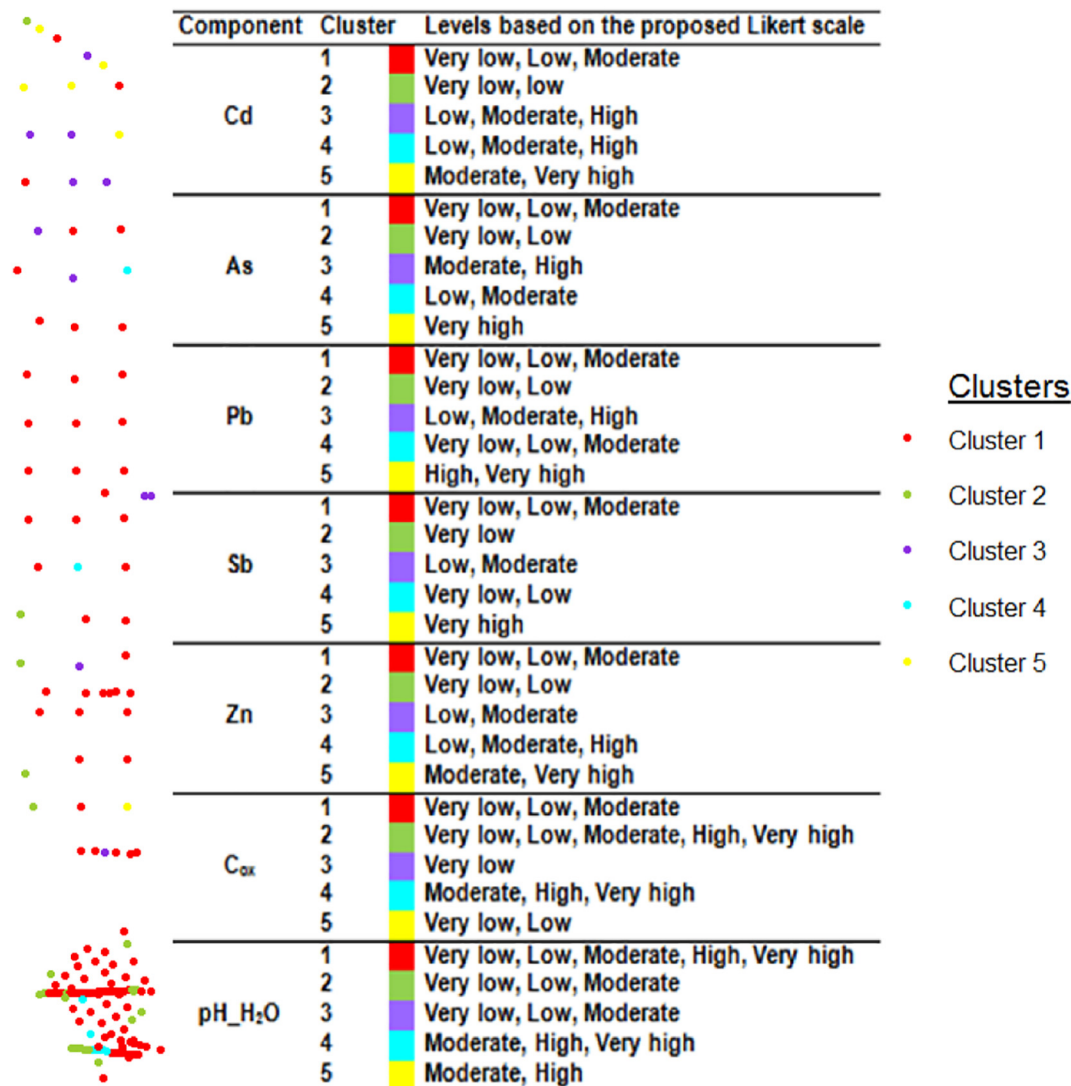 Component Cluster Levels based on the proposed Likert scale
Cd
1 Very low, Low, Moderate
2 Very low, low
3 Low, Moderate, High
4 Low, Moderate, High
5 Moderate, Very high
As
1 Very low, Low, Moderate
2 Very low, Low
3 Moderate, High
4 Low, Moderate
5 Very high
Pb
1 Very low, Low, Moderate
2 Very low, Low
3 Low, Moderate, High
4 Very low, Low, Moderate
5 High, Very high
Sb
1 Very low, Low, Moderate
2 Very low
3 Low, Moderate
4 Very low, Low
5 Very high
Zn
1 Very low, Low, Moderate
2 Very low, Low
3 Low, Moderate
4 Low, Moderate, High
5 Moderate, Very high
Cox
1 Very low, Low, Moderate
2 Very low, Low, Moderate, High, Very high
3 Very low
4 Moderate, High, Very high
5 Very low, Low
pH_H₂O
1 Very low, Low, Moderate, High, Very high
2 Very low, Low, Moderate
3 Very low, Low, Moderate
4 Moderate, High, Very high
5 Moderate, High
Clusters
Cluster 1
Cluster 2
Cluster 3
Cluster 4
Cluster 5